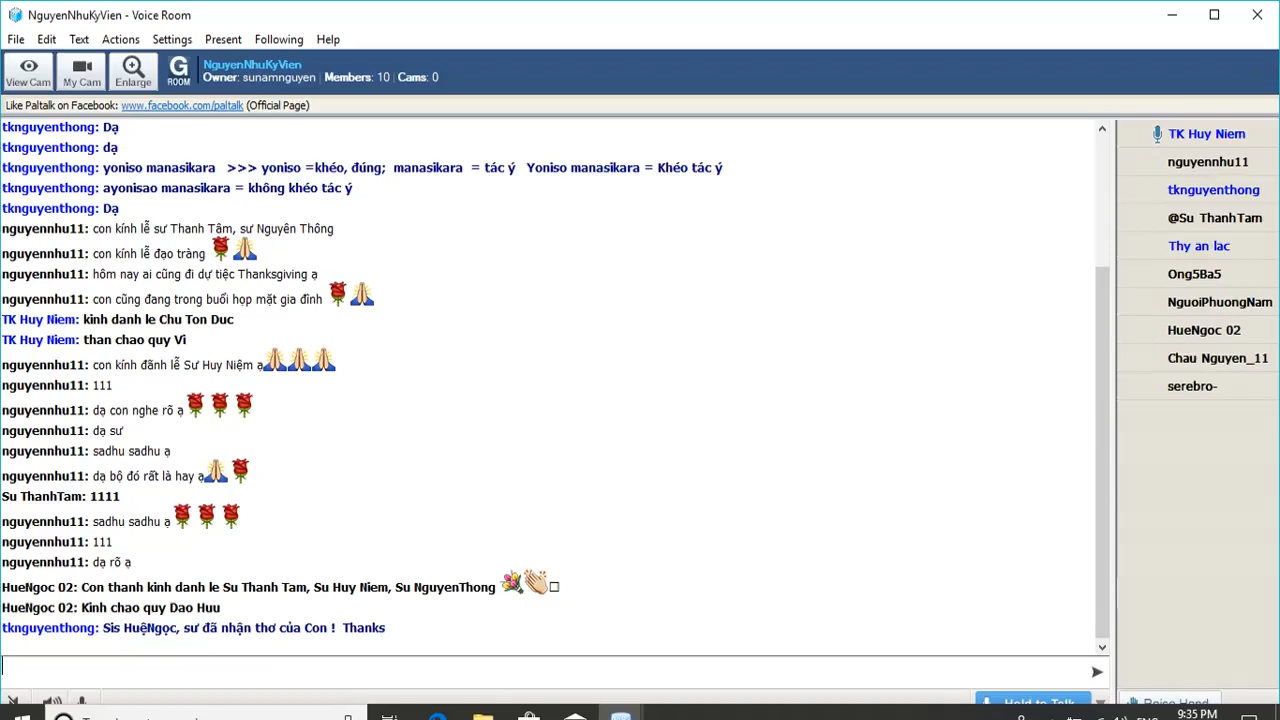 NguyenNhuKyVien - Voice Room
File Edit Text Actions Settings Present Following Help
View Cam My Cam Enlarge G ROOM
NguyenNhuKyVien
Owner: sunamnguyen Members: 10 Cams: 0
Like Paltalk on Facebook: www.facebook.com/paltalk (Official Page)
tknguyenthong: Dạ
tknguyenthong: dạ
tknguyenthong: yoniso manasikara >>> yoniso =khéo, đúng; manasikara = tác ý Yoniso manasikara = Khéo tác ý
tknguyenthong: ayonisao manasikara = không khéo tác ý
tknguyenthong: Dạ
nguyennhu11: con kính lễ sư Thanh Tâm, sư Nguyên Thông
nguyennhu11: con kính lễ đạo tràng
nguyennhu11: hôm nay ai cũng đi dự tiệc Thanksgiving ạ
nguyennhu11: con cũng đang trong buổi họp mặt gia đình
TK Huy Niem: kinh danh le Chu Ton Duc
TK Huy Niem: than chao quy Vi
nguyennhu11: con kính đãnh lễ Sư Huy Niệm ạ
nguyennhu11: 111
nguyennhu11: dạ con nghe rõ ạ
nguyennhu11: dạ sư
nguyennhu11: sadhu sadhu ạ
nguyennhu11: dạ bộ đó rất là hay ạ
Su ThanhTam: 1111
nguyennhu11: sadhu sadhu ạ
nguyennhu11: 111
nguyennhu11: dạ rõ ạ
HueNgoc 02: Con thanh kinh danh le Su Thanh Tam, Su Huy Niem, Su NguyenThong
HueNgoc 02: Kinh chao quy Dao Huu
tknguyenthong: Sis HuệNgọc, sư đã nhận thơ của Con ! Thanks
TK Huy Niem
nguyennhu11
tknguyenthong
@Su ThanhTam
Thy an lac
Ong5Ba5
NguoiPhuongNam
HueNgoc 02
Chau Nguyen_11
serebro-
Hold to Talk
Raise Hand
9:35 PM